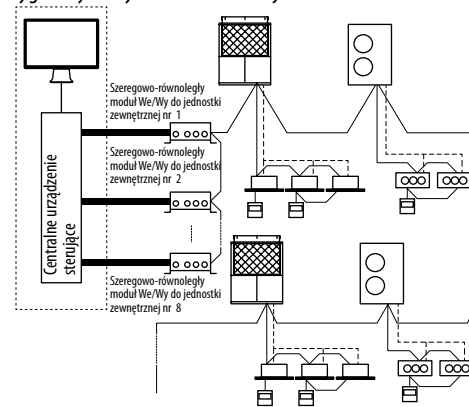 Szeregowo-równoległy
moduł We/Wy do jednostki
zewnętrznej nr 1
Szeregowo-równoległy
moduł We/Wy do jednostki
zewnętrznej nr 2
Centralne urządzenie
sterujące
Szeregowo-równoległy
moduł We/Wy do jednostki
zewnętrznej nr 8